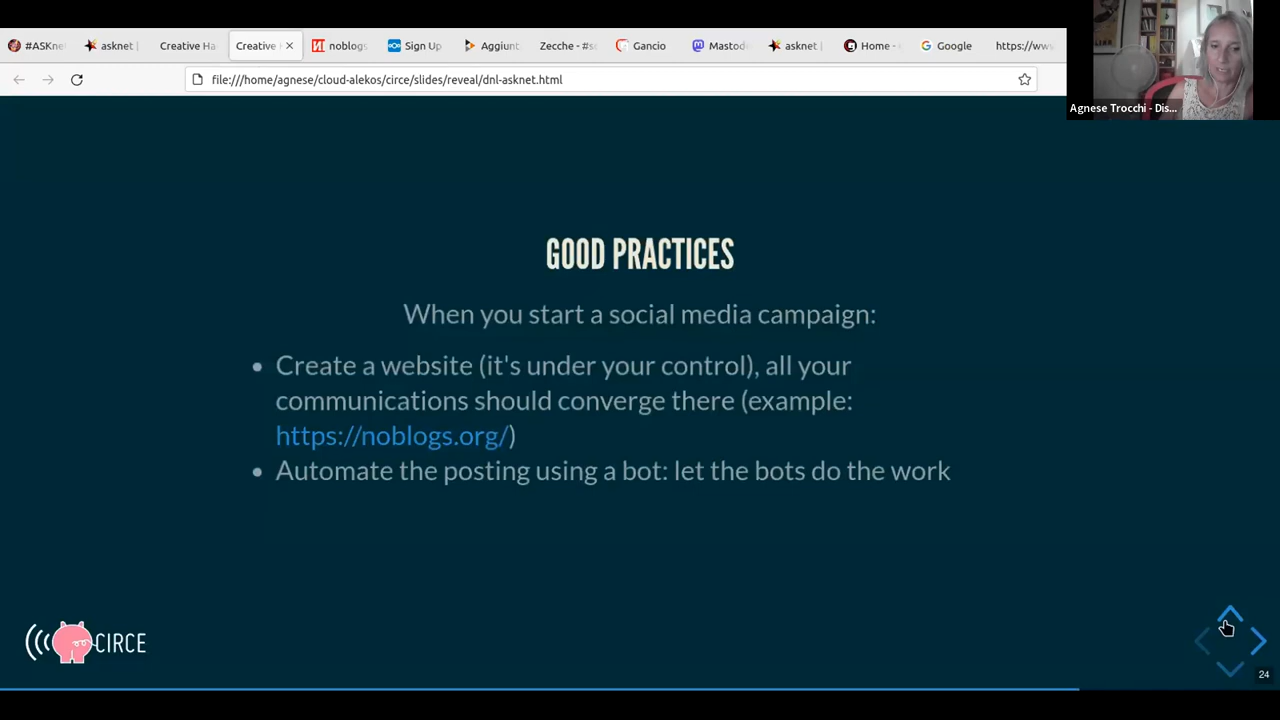 #ASKne
asknet |
Creative Ha
Creative
noblogs
Sign Up
Aggiunt
Zecche - #so
Gancio
Mastod
asknet |
Home -
Google
https://ww
file:///home/agnese/cloud-alekos/circe/slides/reveal/dnl-asknet.html
Agnese Trocchi - Dis...
GOOD PRACTICES
When you start a social media campaign:
• Create a website (it's under your control), all your
communications should converge there (example:
https://noblogs.org/)
• Automate the posting using a bot: let the bots do the work
CIRCE
24